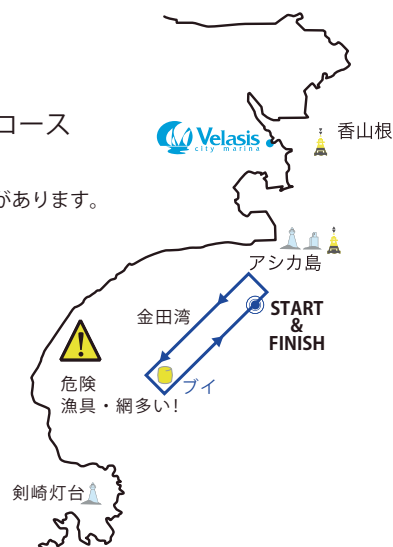 コース
があります。
Velasis
city marina
香山根
アシカ島
金田湾
START
&
FINISH
ブイ
危険
漁具・網多い!
剣崎灯台